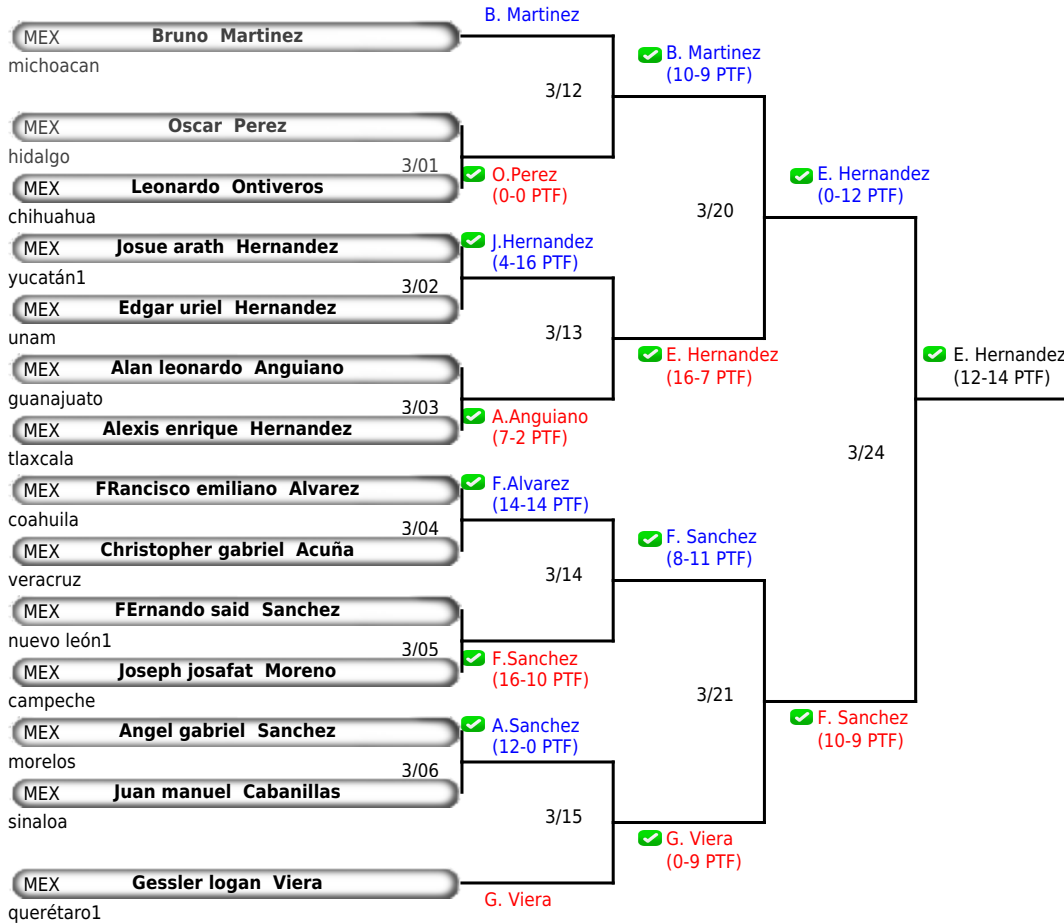 B. Martinez
MEX Bruno Martinez
michoacan
B. Martinez
(10-9 PTF)
3/12
MEX Oscar Perez
hidalgo
3/01
MEX Leonardo Ontiveros
chihuahua
O.Perez
(0-0 PTF)
E. Hernandez
(0-12 PTF)
3/20
MEX Josue arath Hernandez
yucatán1
J.Hernandez
(4-16 PTF)
3/02
MEX Edgar uriel Hernandez
unam
3/13
E. Hernandez
(16-7 PTF)
E. Hernandez
(12-14 PTF)
MEX Alan leonardo Anguiano
guanajuato
3/03
MEX Alexis enrique Hernandez
tlaxcala
A.Anguiano
(7-2 PTF)
3/24
MEX FRancisco emiliano Alvarez
coahuila
F.Alvarez
(14-14 PTF)
3/04
MEX Christopher gabriel Acuña
veracruz
F. Sanchez
(8-11 PTF)
3/14
MEX FErnando said Sanchez
nuevo león1
3/05
MEX Joseph josafat Moreno
campeche
F.Sanchez
(16-10 PTF)
3/21
MEX Angel gabriel Sanchez
morelos
A.Sanchez
(12-0 PTF)
F. Sanchez
(10-9 PTF)
3/06
MEX Juan manuel Cabanillas
sinaloa
3/15
G. Viera
(0-9 PTF)
MEX Gessler logan Viera
querétaro1
G. Viera